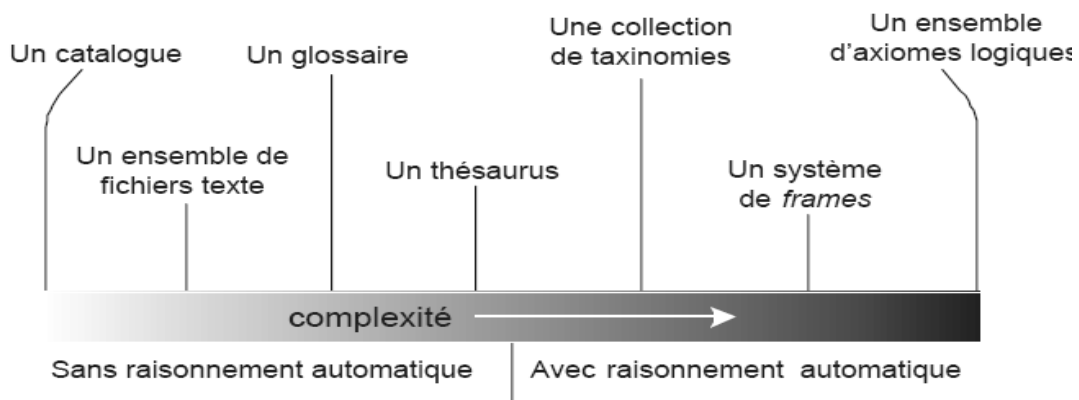 Un catalogue
Un glossaire
Une collection
de taxinomies
Un ensemble
d'axiomes logiques
Un ensemble de
fichiers texte
Un thésaurus
Un système
de frames
complexité
Sans raisonnement automatique
Avec raisonnement automatique